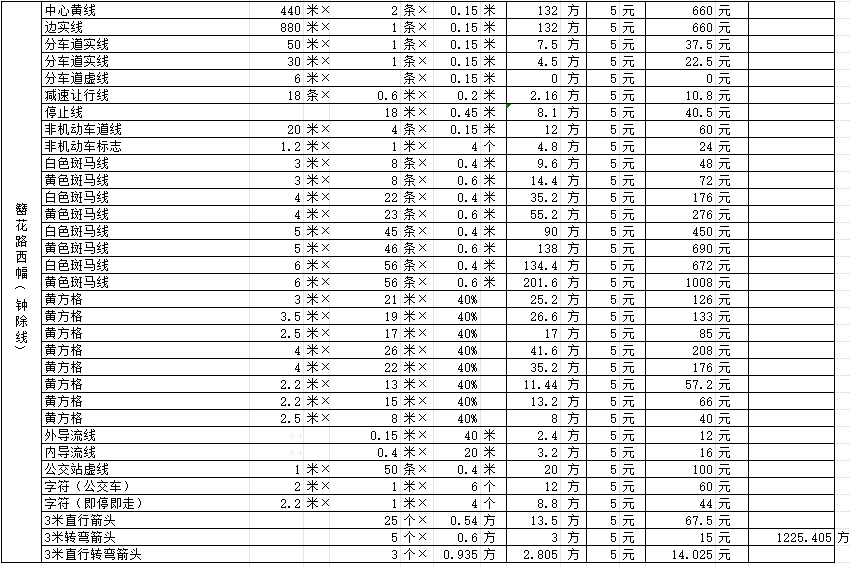 簪花路西幅（钟除线）
中心黄线 440 米× 2 条× 0.15 米 132 方 5 元 660 元
边实线 880 米× 1 条× 0.15 米 132 方 5 元 660 元
分车道实线 50 米× 1 条× 0.15 米 7.5 方 5 元 37.5 元
分车道实线 30 米× 1 条× 0.15 米 4.5 方 5 元 22.5 元
分车道虚线 6 米× 条× 0.15 米 0 方 5 元 0 元
减速让行线 18 条× 0.6 米× 0.2 米 2.16 方 5 元 10.8 元
停止线 18 米× 0.45 米 8.1 方 5 元 40.5 元
非机动车道线 20 米× 4 条× 0.15 米 12 方 5 元 60 元
非机动车标志 1.2 米× 1 米× 4 个 4.8 方 5 元 24 元
白色斑马线 3 米× 8 条× 0.4 米 9.6 方 5 元 48 元
黄色斑马线 3 米× 8 条× 0.6 米 14.4 方 5 元 72 元
白色斑马线 4 米× 22 条× 0.4 米 35.2 方 5 元 176 元
黄色斑马线 4 米× 23 条× 0.6 米 55.2 方 5 元 276 元
白色斑马线 5 米× 45 条× 0.4 米 90 方 5 元 450 元
黄色斑马线 5 米× 46 条× 0.6 米 138 方 5 元 690 元
白色斑马线 6 米× 56 条× 0.4 米 134.4 方 5 元 672 元
黄色斑马线 6 米× 56 条× 0.6 米 201.6 方 5 元 1008 元
黄方格 3 米× 21 米× 40% 25.2 方 5 元 126 元
黄方格 3.5 米× 19 米× 40% 26.6 方 5 元 133 元
黄方格 2.5 米× 17 米× 40% 17 方 5 元 85 元
黄方格 4 米× 26 米× 40% 41.6 方 5 元 208 元
黄方格 4 米× 22 米× 40% 35.2 方 5 元 176 元
黄方格 2.2 米× 13 米× 40% 11.44 方 5 元 57.2 元
黄方格 2.2 米× 15 米× 40% 13.2 方 5 元 66 元
黄方格 2.5 米× 8 米× 40% 8 方 5 元 40 元
外导流线 0.15 米× 40 米 2.4 方 5 元 12 元
内导流线 0.4 米× 20 米 3.2 方 5 元 16 元
公交站虚线 1 米× 50 条× 0.4 米 20 方 5 元 100 元
字符（公交车） 2 米× 1 米× 6 个 12 方 5 元 60 元
字符（即停即走） 2.2 米× 1 米× 4 个 8.8 方 5 元 44 元
3米直行箭头 25 个× 0.54 方 13.5 方 5 元 67.5 元
3米转弯箭头 5 个× 0.6 方 3 方 5 元 15 元 1225.405 方
3米直行转弯箭头 3 个× 0.935 方 2.805 方 5 元 14.025 元